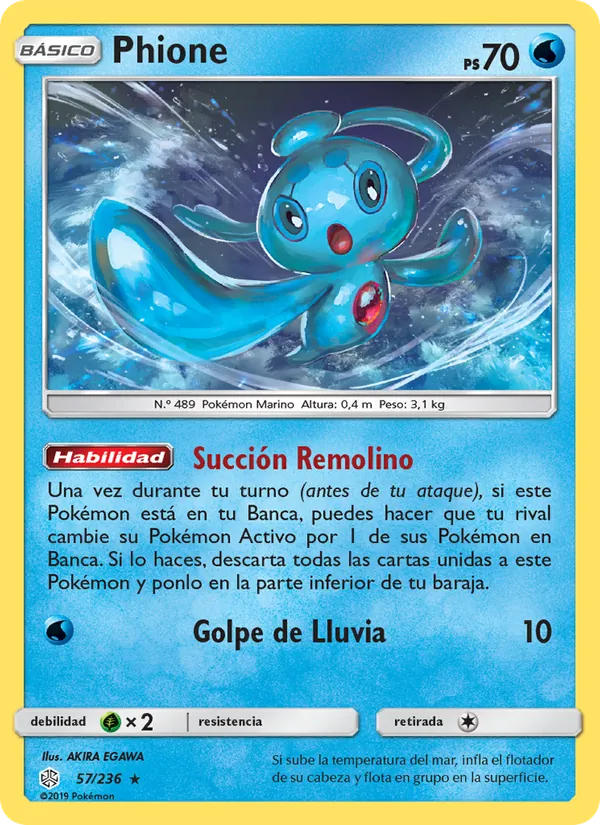 BÁSICO Phione PS 70
N.º 489 Pokémon Marino Altura: 0,4 m Peso: 3,1 kg
Habilidad Succión Remolino
Una vez durante tu turno (antes de tu ataque), si este
Pokémon está en tu Banca, puedes hacer que tu rival
cambie su Pokémon Activo por 1 de sus Pokémon en
Banca. Si lo haces, descarta todas las cartas unidas a este
Pokémon y ponlo en la parte inferior de tu baraja.
Golpe de Lluvia 10
debilidad × 2 resistencia retirada
Ilus. AKIRA EGAWA
57/236 ★
©2019 Pokémon
Si sube la temperatura del mar, infla el flotador
de su cabeza y flota en grupo en la superficie.